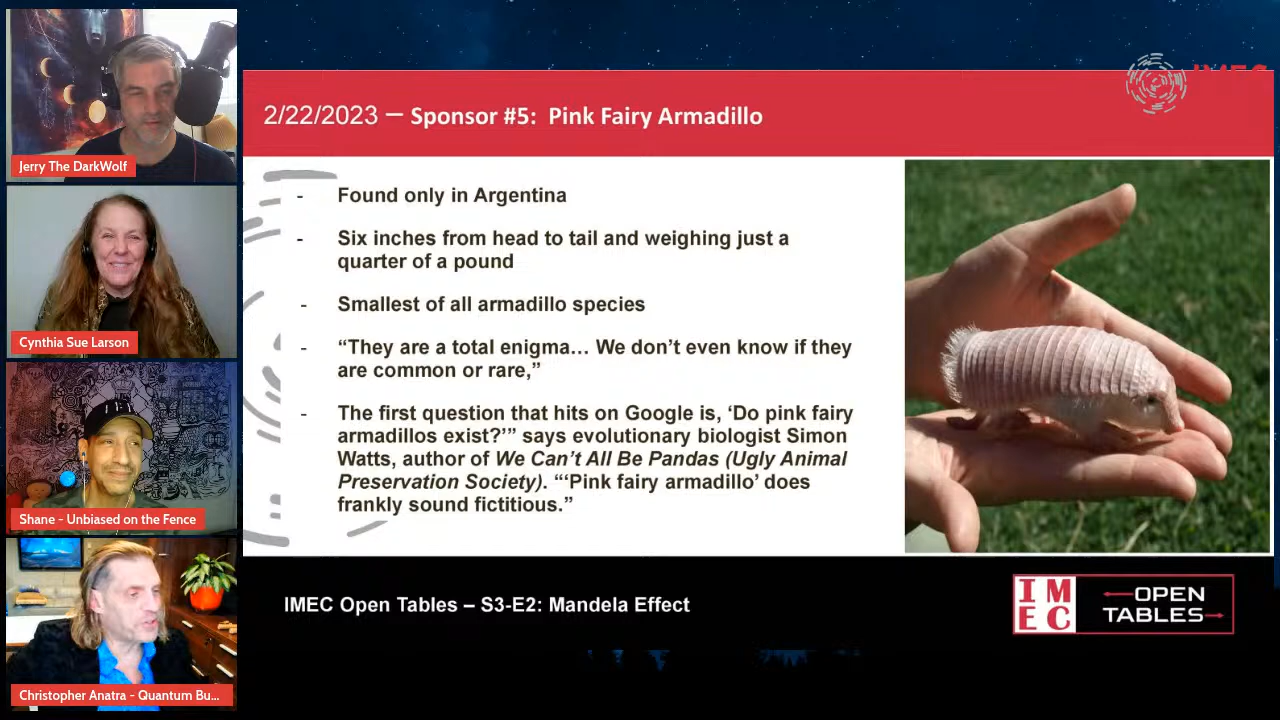 Jerry The DarkWolf
Cynthia Sue Larson
Shane - Unbiased on the Fence
Christopher Anatra - Quantum Bu...
IMEC
2/22/2023 – Sponsor #5: Pink Fairy Armadillo
- Found only in Argentina
- Six inches from head to tail and weighing just a
quarter of a pound
- Smallest of all armadillo species
- “They are a total enigma… We don’t even know if they
are common or rare,”
- The first question that hits on Google is, ‘Do pink fairy
armadillos exist?’” says evolutionary biologist Simon
Watts, author of We Can’t All Be Pandas (Ugly Animal
Preservation Society). “‘Pink fairy armadillo’ does
frankly sound fictitious.”
IMEC Open Tables – S3-E2: Mandela Effect
IM
EC
OPEN
TABLES